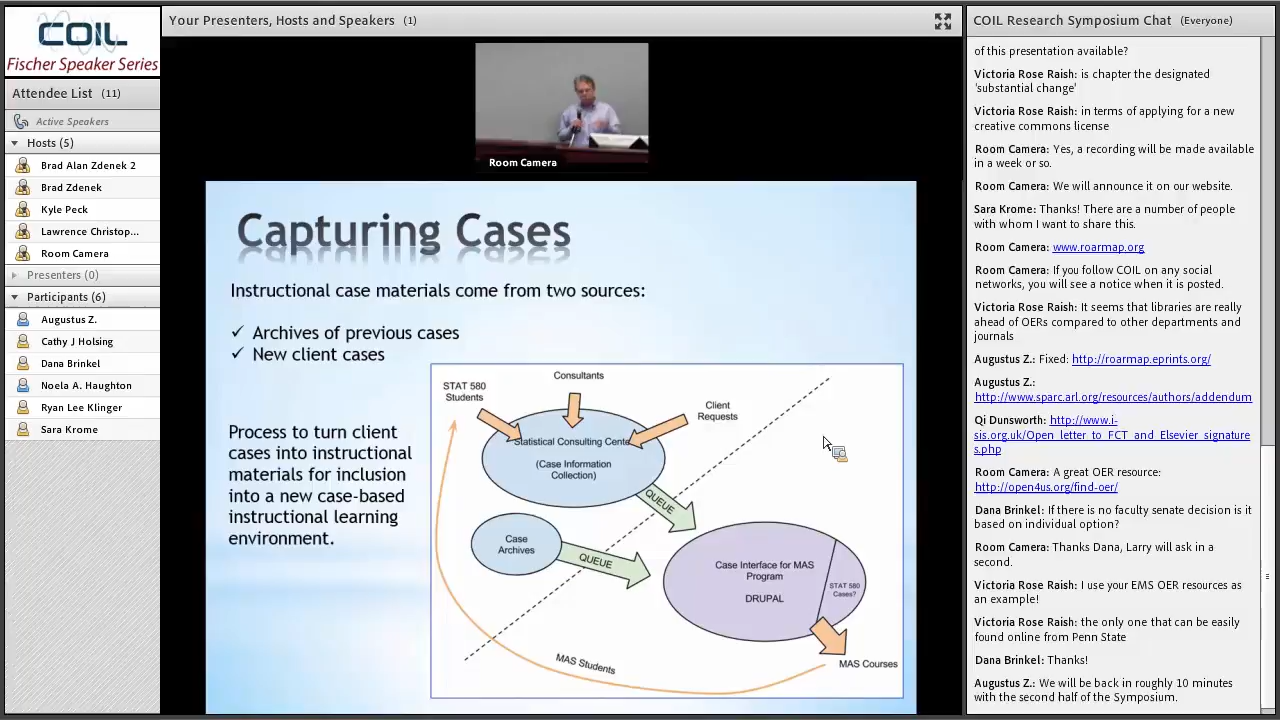 COIL
Fischer Speaker Series
Attendee List (11)
Active Speakers
Hosts (5)
Brad Alan Zdenek 2
Brad Zdenek
Kyle Peck
Lawrence Christop...
Room Camera
Presenters (0)
Participants (6)
Augustus Z.
Cathy J Holsing
Dana Brinkel
Noela A. Haughton
Ryan Lee Klinger
Sara Krome
Your Presenters, Hosts and Speakers (1)
Room Camera
Capturing Cases
Instructional case materials come from two sources:
✓ Archives of previous cases
✓ New client cases
Process to turn client
cases into instructional
materials for inclusion
into a new case-based
instructional learning
environment.
STAT 580
Students
Consultants
Client
Requests
Statistical Consulting Cente
(Case Information
Collection)
QUEUE
Case
Archives
QUEUE
Case Interface for MAS
Program
DRUPAL
STAT 580
Cases?
MAS Students
MAS Courses
COIL Research Symposium Chat (Everyone)
of this presentation available?
Victoria Rose Raish: is chapter the designated
'substantial change'
Victoria Rose Raish: in terms of applying for a new
creative commons license
Room Camera: Yes, a recording will be made available
in a week or so.
Room Camera: We will announce it on our website.
Sara Krome: Thanks! There are a number of people
with whom I want to share this.
Room Camera: www.roarmap.org
Room Camera: If you follow COIL on any social
networks, you will see a notice when it is posted.
Victoria Rose Raish: It seems that libraries are really
ahead of OERs compared to other departments and
journals
Augustus Z.: Fixed: http://roarmap.eprints.org/
Augustus Z.:
http://www.sparc.arl.org/resources/authors/addendum
Qi Dunsworth: http://www.i-
sis.org.uk/Open_letter_to_FCT_and_Elsevier_signature
s.php
Room Camera: A great OER resource:
http://open4us.org/find-oer/
Dana Brinkel: If there is no faculty senate decision is it
based on individual option?
Room Camera: Thanks Dana, Larry will ask in a
second.
Victoria Rose Raish: I use your EMS OER resources as
an example!
Victoria Rose Raish: the only one that can be easily
found online from Penn State
Dana Brinkel: Thanks!
Augustus Z.: We will be back in roughly 10 minutes
with the second half of the Symposium.